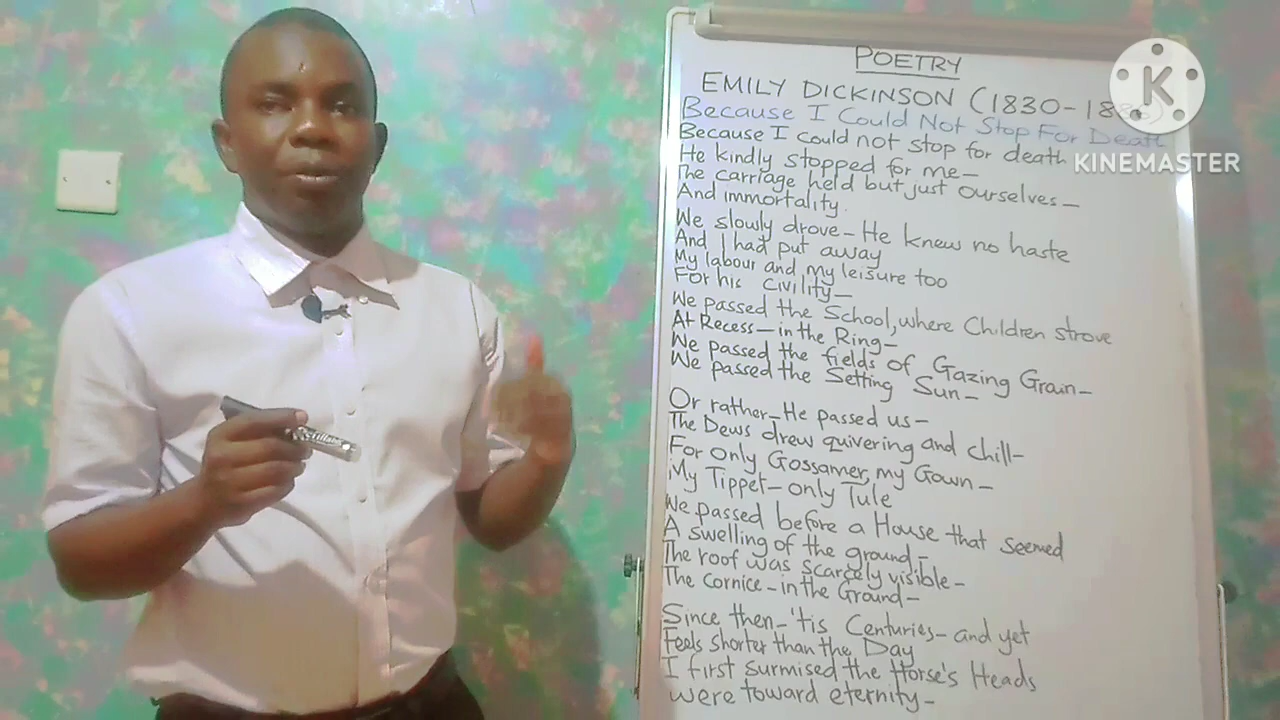 POETRY
EMILY DICKINSON (1830-188
Because I Could Not Stop For Death
Because I could not stop for death
He kindly stopped for me—
The carriage held but just ourselves—
And immortality.
We slowly drove—He knew no haste
And I had put away
My labour and my leisure too
For his civility—
We passed the School, where Children strove
At Recess—in the Ring—
We passed the fields of Gazing Grain—
We passed the Setting Sun—
Or rather—He passed us—
The Dews drew quivering and chill—
For only Gossamer, my Gown—
My Tippet—only Tule
We passed before a House that seemed
A swelling of the ground—
The roof was scarcely visible—
The Cornice—in the Ground—
Since then—'tis Centuries—and yet
Feels shorter than the Day
I first surmised the Horse's Heads
were toward eternity—
K
KINEMASTER